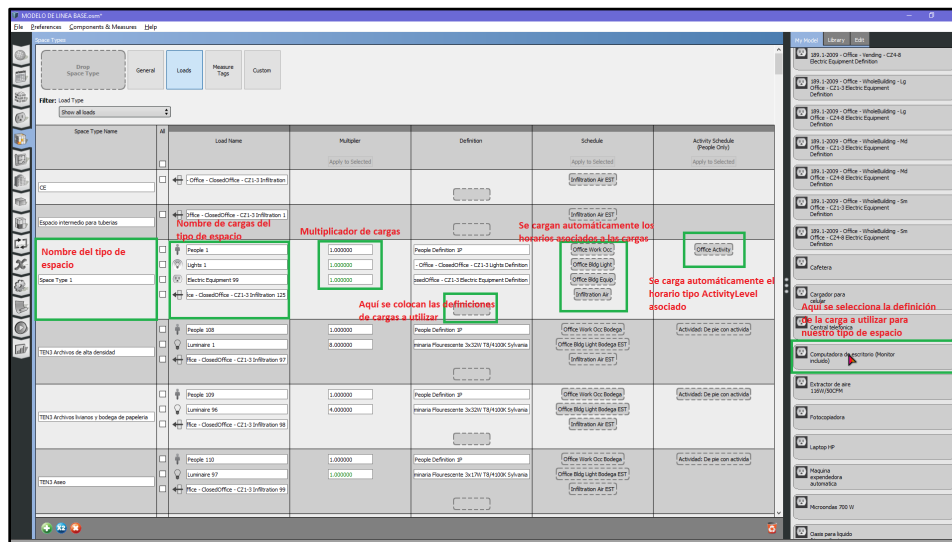 MODELO DE LINEA BASE.osm*
File Preferences Components & Measures Help
Space Types
My Model Library Edit
Drop
Space Type
General
Loads
Measure
Tags
Custom
Filter: Load Type
Show all loads
Space Type Name
All
Load Name
Multiplier
Definition
Schedule
Activity Schedule
(People Only)
Apply to Selected
Apply to Selected
Apply to Selected
CE
- Office - ClosedOffice - CZ1-3 Infiltration
Infiltration Air EST
Espacio intermedio para tuberias
Office - ClosedOffice - CZ1-3 Infiltration 1
Infiltration Air EST
Nombre del tipo de
espacio
Nombre de cargas del
tipo de espacio
Multiplicador de cargas
Se cargan automáticamente los
horarios asociados a las cargas
Space Type 1
People 1
1.000000
People Definition 1P
Office Work Occ
Office Activity
Lights 1
1.000000
- Office - ClosedOffice - CZ1-3 Lights Definition
Office Bldg Light
Electric Equipment 99
1.000000
osedOffice - CZ1-3 Electric Equipment Definition
Office Bldg Equip
ice - ClosedOffice - CZ1-3 Infiltration 125
Infiltration Air
Aquí se colocan las definiciones
de cargas a utilizar
Se carga automáticamente el
horario tipo ActivityLevel
asociado
TEN3 Archivos de alta densidad
People 108
1.000000
People Definition 1P
Office Work Occ Bodega
Actividad: De pie con activida
Luminaire 1
8.000000
minaria Flourescente 3x32W T8/4100K Sylvania
Office Bldg Light Bodega EST
ffice - ClosedOffice - CZ1-3 Infiltration 97
Infiltration Air EST
TEN3 Archivos livianos y bodega de papeleria
People 109
1.000000
People Definition 1P
Office Work Occ Bodega
Actividad: De pie con activida
Luminaire 96
4.000000
minaria Flourescente 3x32W T8/4100K Sylvania
Office Bldg Light Bodega EST
ffice - ClosedOffice - CZ1-3 Infiltration 98
Infiltration Air EST
TEN3 Aseo
People 110
1.000000
People Definition 1P
Office Work Occ Bodega
Actividad: De pie con activida
Luminaire 97
1.000000
minaria Flourescente 3x17W T8/4100K Sylvania
Office Bldg Light Bodega EST
ffice - ClosedOffice - CZ1-3 Infiltration 99
Infiltration Air EST
x2
189.1-2009 - Office - Vending - CZ4-8
Electric Equipment Definition
189.1-2009 - Office - WholeBuilding - Lg
Office - CZ1-3 Electric Equipment
Definition
189.1-2009 - Office - WholeBuilding - Lg
Office - CZ4-8 Electric Equipment
Definition
189.1-2009 - Office - WholeBuilding - Md
Office - CZ1-3 Electric Equipment
Definition
189.1-2009 - Office - WholeBuilding - Md
Office - CZ4-8 Electric Equipment
Definition
189.1-2009 - Office - WholeBuilding - Sm
Office - CZ1-3 Electric Equipment
Definition
189.1-2009 - Office - WholeBuilding - Sm
Office - CZ4-8 Electric Equipment
Definition
Cafetera
Cargador para
celular
Aquí se selecciona la definición
de la carga a utilizar para
nuestro tipo de espacio
Central telefonica
Computadora de escritorio (Monitor
incluido)
Extractor de aire
116W/50CFM
Fotocopiadora
Laptop HP
Maquina
expendedora
automatica
Microondas 700 W
Oasis para liquido